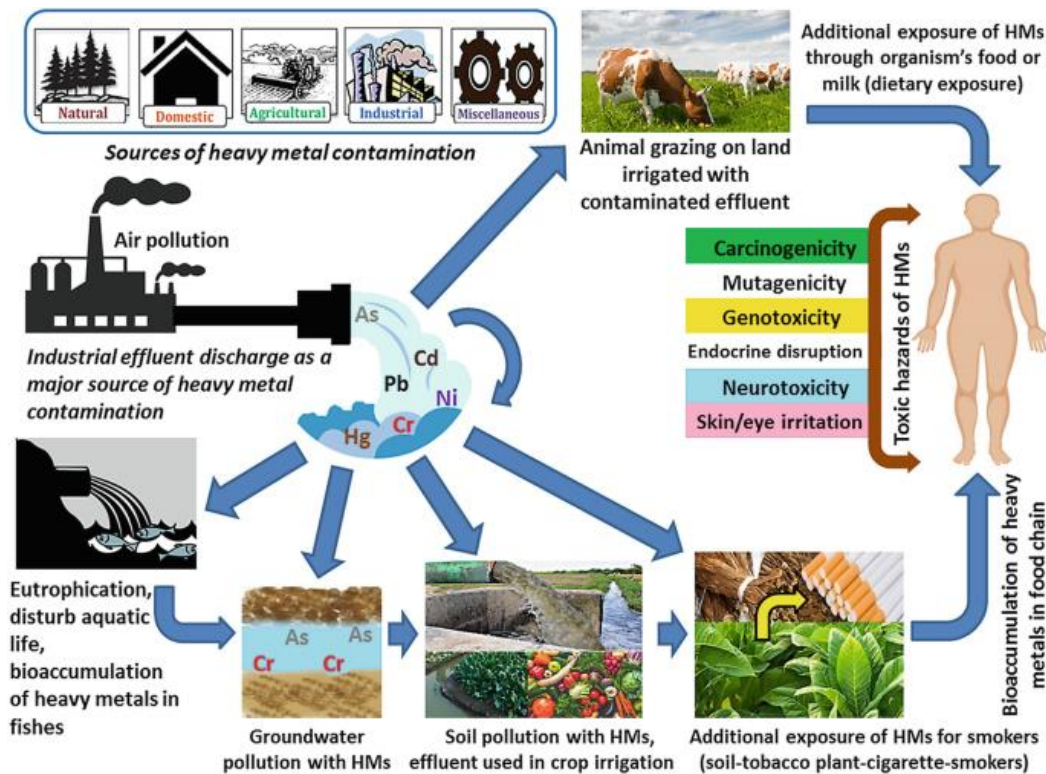 Natural
Domestic
Agricultural
Industrial
Miscellaneous
Sources of heavy metal contamination
Additional exposure of HMs
through organism's food or
milk (dietary exposure)
Animal grazing on land
irrigated with
contaminated effluent
Air pollution
Industrial effluent discharge as a
major source of heavy metal
contamination
As
Cd
Pb
Ni
Cr
Hg
Carcinogenicity
Mutagenicity
Genotoxicity
Endocrine disruption
Neurotoxicity
Skin/eye irritation
Toxic hazards of HMs
Eutrophication,
disturb aquatic
life,
bioaccumulation
of heavy metals in
fishes
As As
Cr Cr
Groundwater
pollution with HMs
Soil pollution with HMs,
effluent used in crop irrigation
Additional exposure of HMs for smokers
(soil-tobacco plant-cigarette-smokers)
Bioaccumulation of heavy
metals in food chain